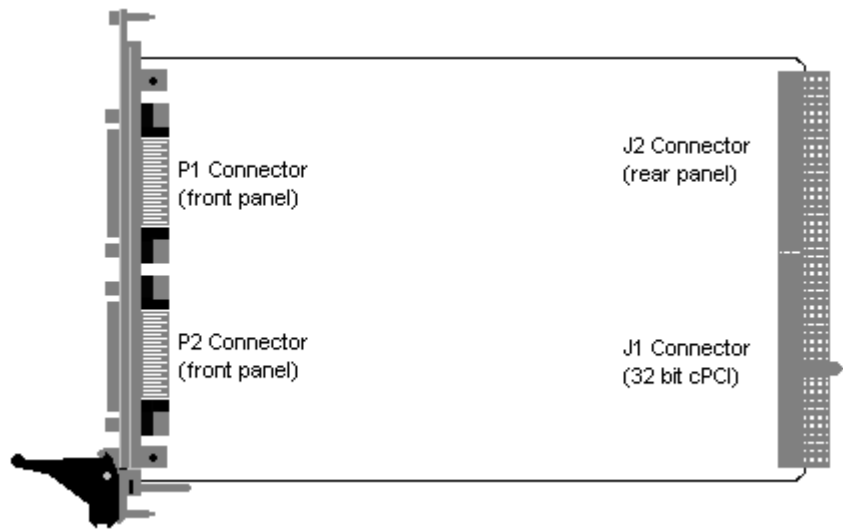 P1 Connector
(front panel)
J2 Connector
(rear panel)
P2 Connector
(front panel)
J1 Connector
(32 bit cPCI)